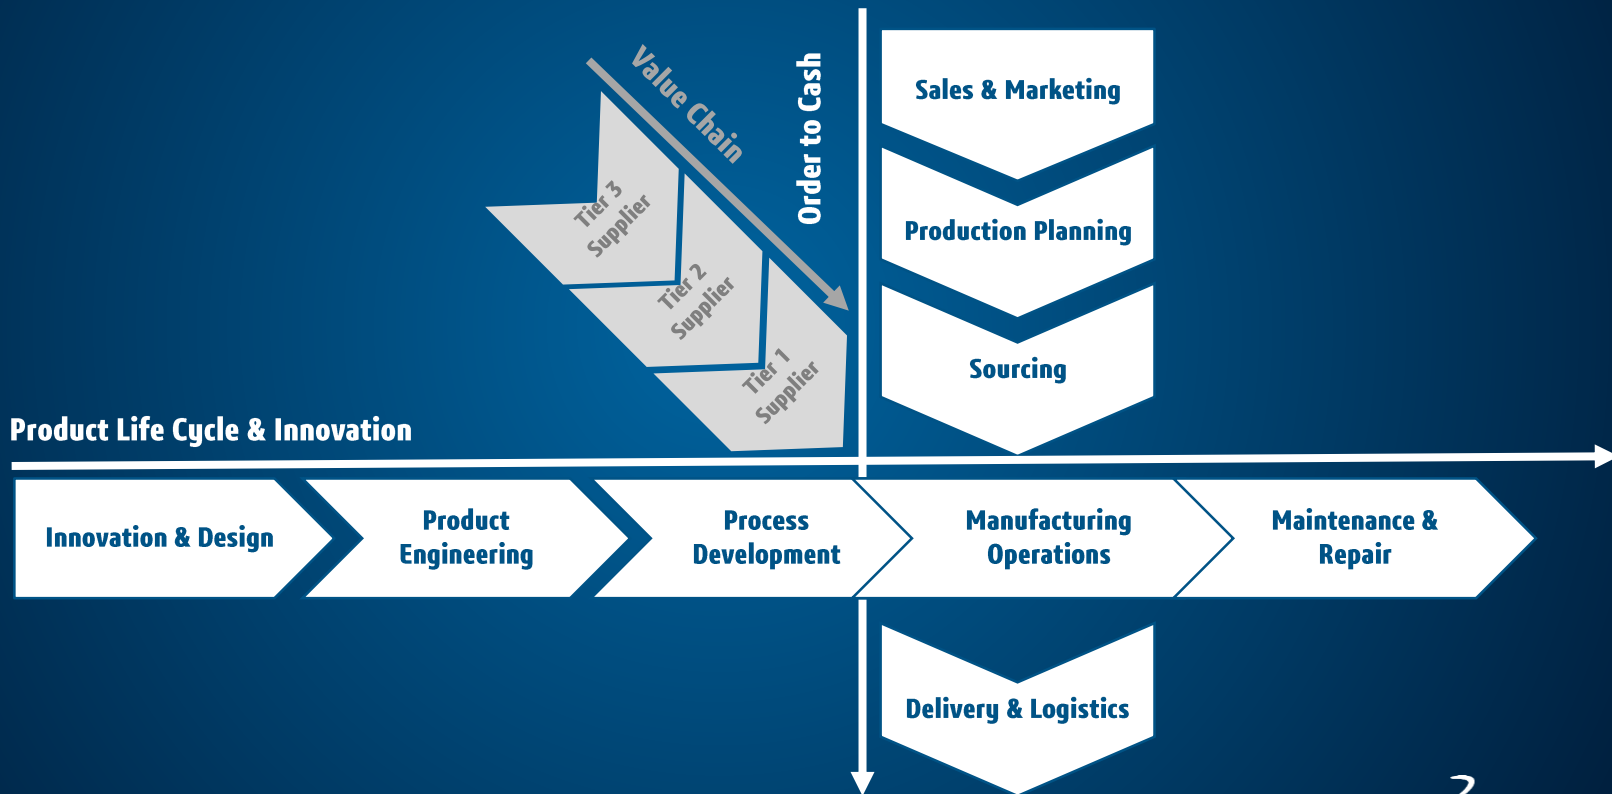 Value Chain
Order to Cash
Sales & Marketing
Tier 3
Supplier
Production Planning
Tier 2
Supplier
Tier 1
Supplier
Sourcing
Product Life Cycle & Innovation
Innovation & Design
Product
Engineering
Process
Development
Manufacturing
Operations
Maintenance &
Repair
Delivery & Logistics